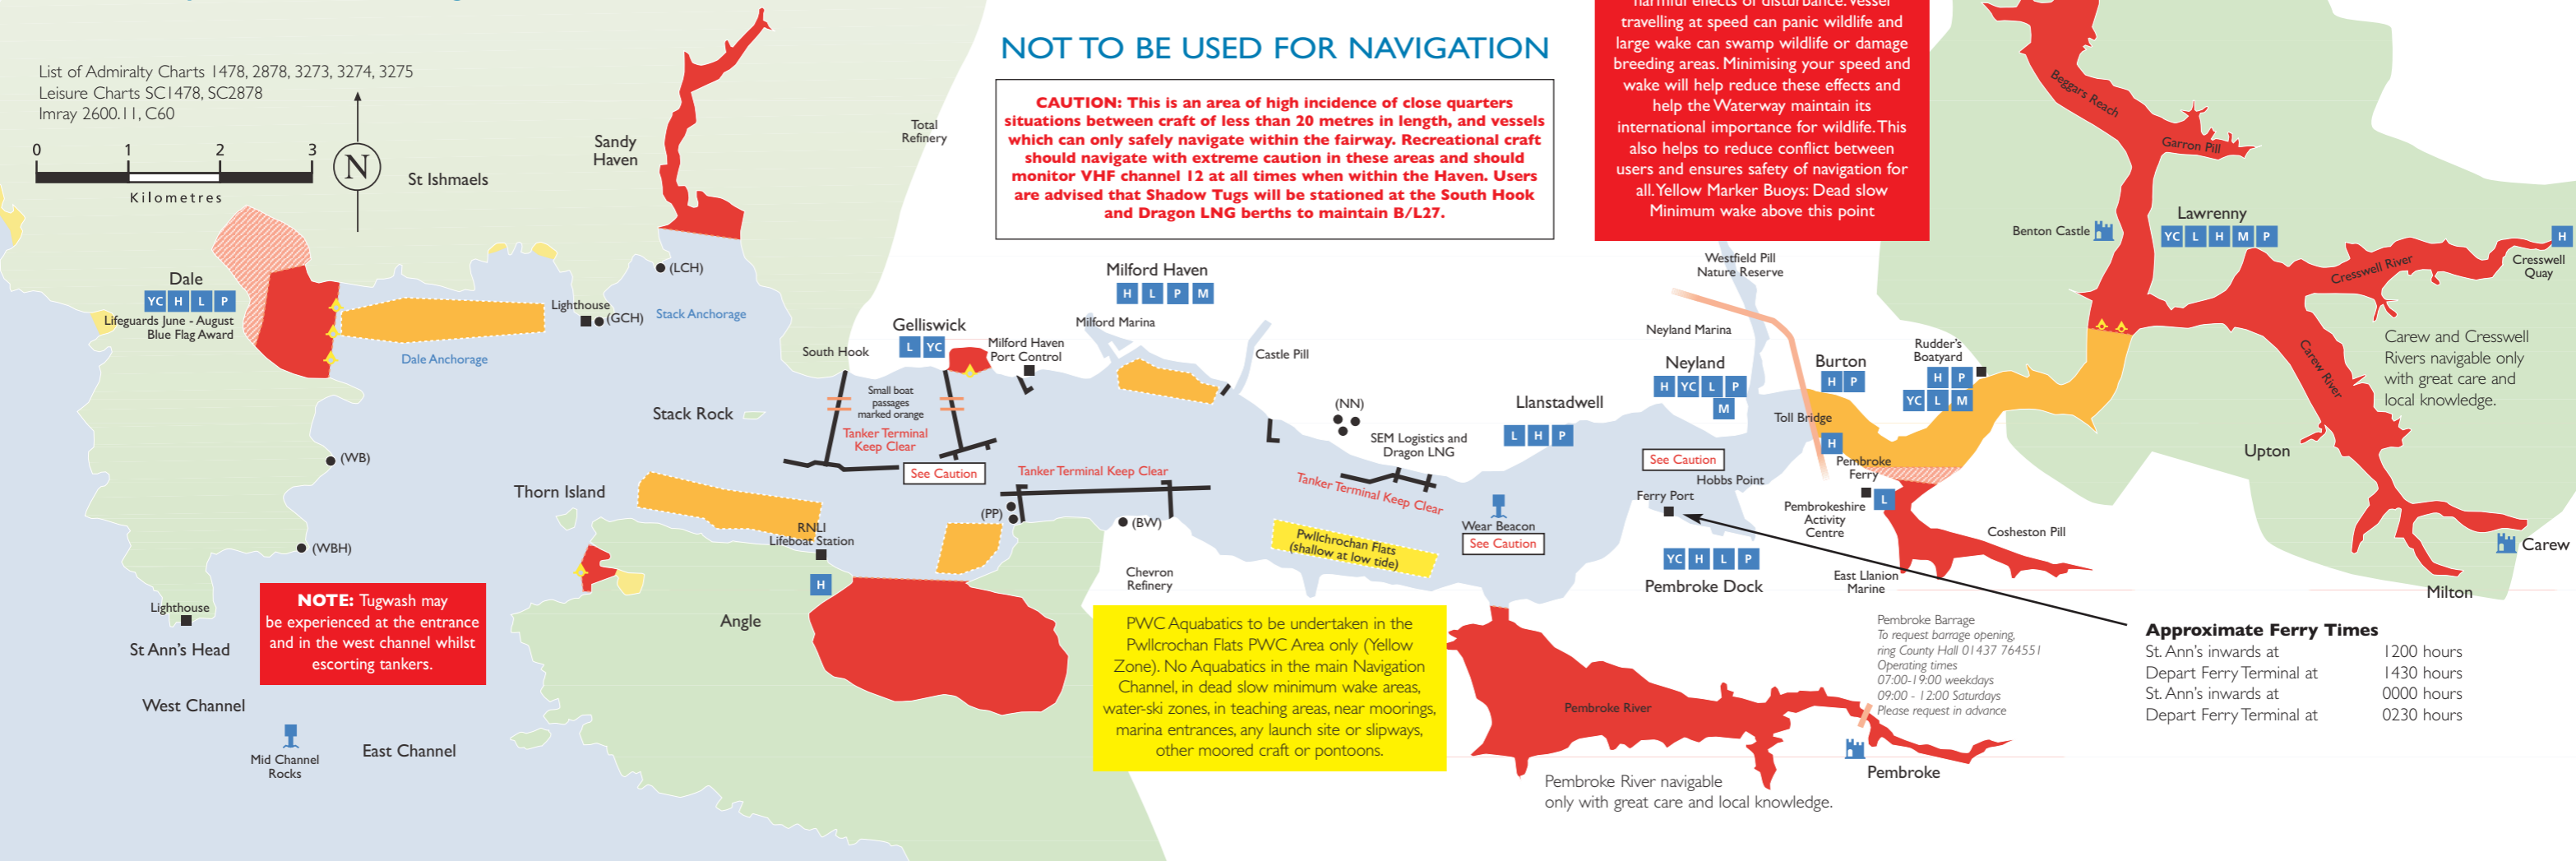 List of Admiralty Charts 1478, 2878, 3273, 3274, 3275
Leisure Charts SC1478, SC2878
Imray 2600.11, C60
0 1 2 3
Kilometres
N
St Ishmaels
Sandy
Haven
Total
Refinery
NOT TO BE USED FOR NAVIGATION
CAUTION: This is an area of high incidence of close quarters
situations between craft of less than 20 metres in length, and vessels
which can only safely navigate within the fairway. Recreational craft
should navigate with extreme caution in these areas and should
monitor VHF channel 12 at all times when within the Haven. Users
are advised that Shadow Tugs will be stationed at the South Hook
and Dragon LNG berths to maintain B/L27.
harmful effects of disturbance. Vessel
travelling at speed can panic wildlife and
large wake can swamp wildlife or damage
breeding areas. Minimising your speed and
wake will help reduce these effects and
help the Waterway maintain its
international importance for wildlife. This
also helps to reduce conflict between
users and ensures safety of navigation for
all. Yellow Marker Buoys: Dead slow
Minimum wake above this point
Beggars Reach
Garron Pill
Benton Castle
Lawrenny
YC L H M P
H
Cresswell
Quay
Cresswell River
Carew River
Carew and Cresswell
Rivers navigable only
with great care and
local knowledge.
Upton
Carew
Milton
Dale
YC H L P
Lifeguards June - August
Blue Flag Award
Dale Anchorage
Lighthouse
(GCH)
(LCH)
Stack Anchorage
South Hook
Gelliswick
L YC
Milford Haven
Port Control
Milford Haven
H L P M
Milford Marina
Castle Pill
Small boat
passages
marked orange
Tanker Terminal
Keep Clear
See Caution
Stack Rock
Tanker Terminal Keep Clear
(WB)
(WBH)
Thorn Island
RNLI
Lifeboat Station
H
(PP)
(BW)
(NN)
SEM Logistics and
Dragon LNG
Tanker Terminal Keep Clear
Llanstadwell
L H P
Wear Beacon
See Caution
Pwllchrochan Flats
(shallow at low tide)
Westfield Pill
Nature Reserve
Neyland Marina
Neyland
H YC L P
M
See Caution
Hobbs Point
Ferry Port
YC H L P
Pembroke Dock
Toll Bridge
Burton
H P
H
Rudder's
Boatyard
H P
YC L M
Pembroke
Ferry
L
Pembrokeshire
Activity
Centre
Cosheston Pill
East Llanion
Marine
Lighthouse
St Ann's Head
NOTE: Tugwash may
be experienced at the entrance
and in the west channel whilst
escorting tankers.
West Channel
Mid Channel
Rocks
East Channel
Angle
Chevron
Refinery
PWC Aquabatics to be undertaken in the
Pwllcrochan Flats PWC Area only (Yellow
Zone). No Aquabatics in the main Navigation
Channel, in dead slow minimum wake areas,
water-ski zones, in teaching areas, near moorings,
marina entrances, any launch site or slipways,
other moored craft or pontoons.
Pembroke River
Pembroke River navigable
only with great care and local knowledge.
Pembroke
Pembroke Barrage
To request barrage opening,
ring County Hall 01437 764551
Operating times
07:00-19:00 weekdays
09:00 - 12:00 Saturdays
Please request in advance
Approximate Ferry Times
St. Ann's inwards at 1200 hours
Depart Ferry Terminal at 1430 hours
St. Ann's inwards at 0000 hours
Depart Ferry Terminal at 0230 hours